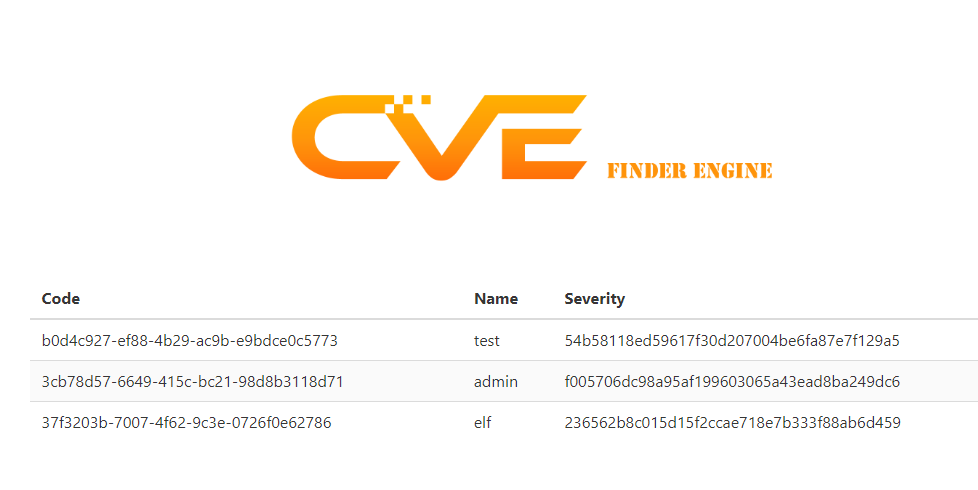 CVE FINDER ENGINE
Code Name Severity
b0d4c927-ef88-4b29-ac9b-e9bdce0c5773 test 54b58118ed59617f30d207004be6fa87e7f129a5
3cb78d57-6649-415c-bc21-98d8b3118d71 admin f005706dc98a95af199603065a43ead8ba249dc6
37f3203b-7007-4f62-9c3e-0726f0e62786 elf 236562b8c015d15f2ccae718e7b333f88ab6d459